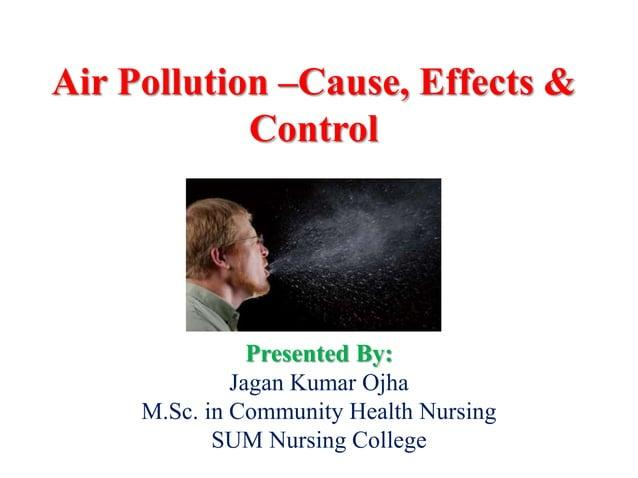 Air Pollution –Cause, Effects &
Control
Presented By:
Jagan Kumar Ojha
M.Sc. in Community Health Nursing
SUM Nursing College